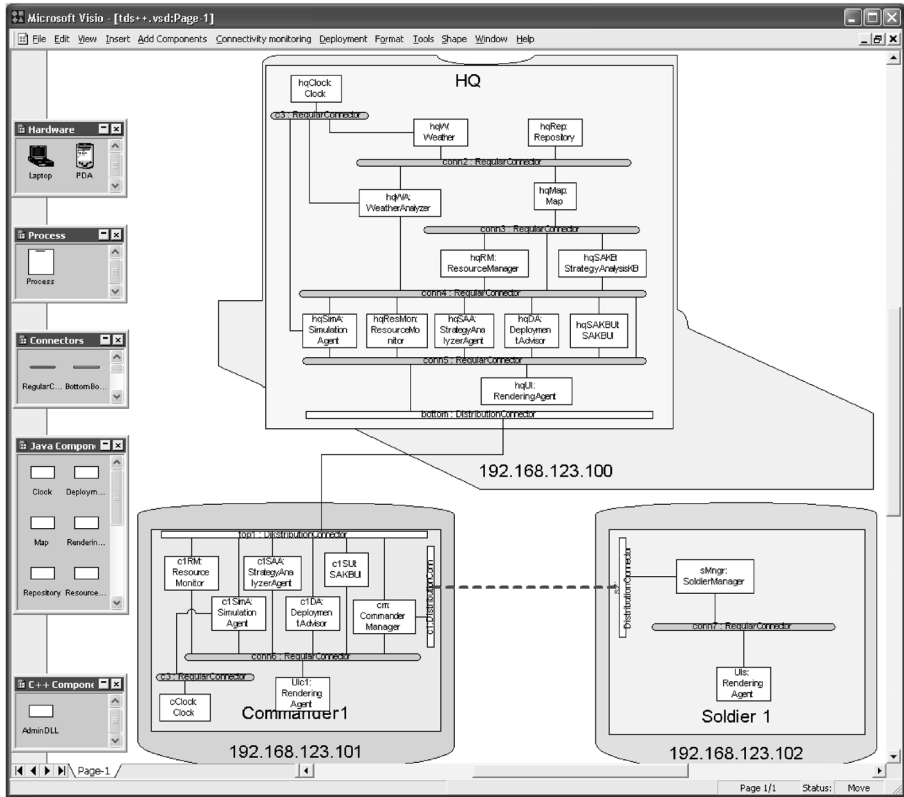 Microsoft Visio - [tds++.vsd:Page-1]
File Edit View Insert Add Components Connectivity monitoring Deployment Format Tools Shape Window Help
HQ
hqClock:
Clock
c3 : RegularConnector
hqW:
Weather
hqRep:
Repository
conn2 : RegularConnector
hqWA:
WeatherAnalyzer
hqMap:
Map
conn3 : RegularConnector
hqRM:
ResourceManager
hqSAKB:
StrategyAnalysisKB
conn4 : RegularConnector
hqSimA:
Simulation
Agent
hqResMon:
ResourceMo
nitor
hqSAA:
StrategyAna
lyzerAgent
hqDA:
Deploymen
tAdvisor
hqSAKBUI:
SAKBUI
conn5 : RegularConnector
hqUI:
RenderingAgent
bottom : DistributionConnector
192.168.123.100
Hardware
Laptop PDA
Process
Process
Connectors
RegularC... BottomBo...
Java Compon
Clock Deploym...
Map Renderin...
Repository Resource...
C++ Compone
AdminDLL
top1 : DikstributionConnector
c1RM:
Resource
Monitor
c1SAA:
StrategyAna
lyzerAgent
c1SUI:
SAKBUI
c1SimA:
Simulation
Agent
c1DA:
Deploymen
tAdvisor
cm:
Commander
Manager
c1:DistributionConn
conn6 : RegularConnector
c3 : RegularConnector
cClock:
Clock
UIc1:
Rendering
Agent
Commander1
192.168.123.101
DistributionConnector
sMngr:
SoldierManager
conn7 : RegularConnector
UIs:
Rendering
Agent
Soldier 1
192.168.123.102
Page-1
Page 1/1 Status: Move